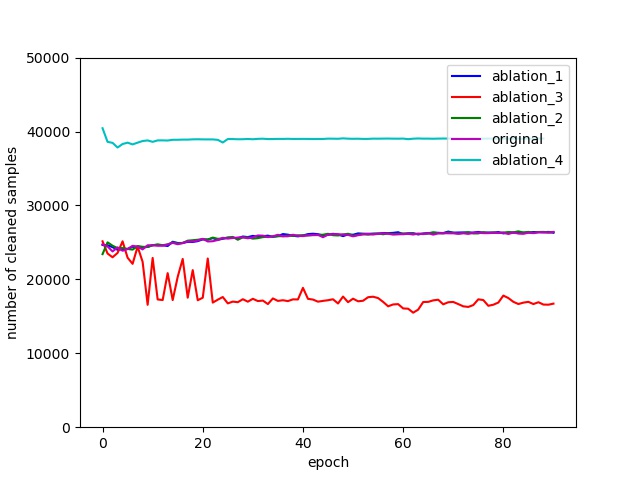 50000
40000
30000
20000
10000
0
number of cleaned samples
0 20 40 60 80
epoch
ablation_1
ablation_3
ablation_2
original
ablation_4